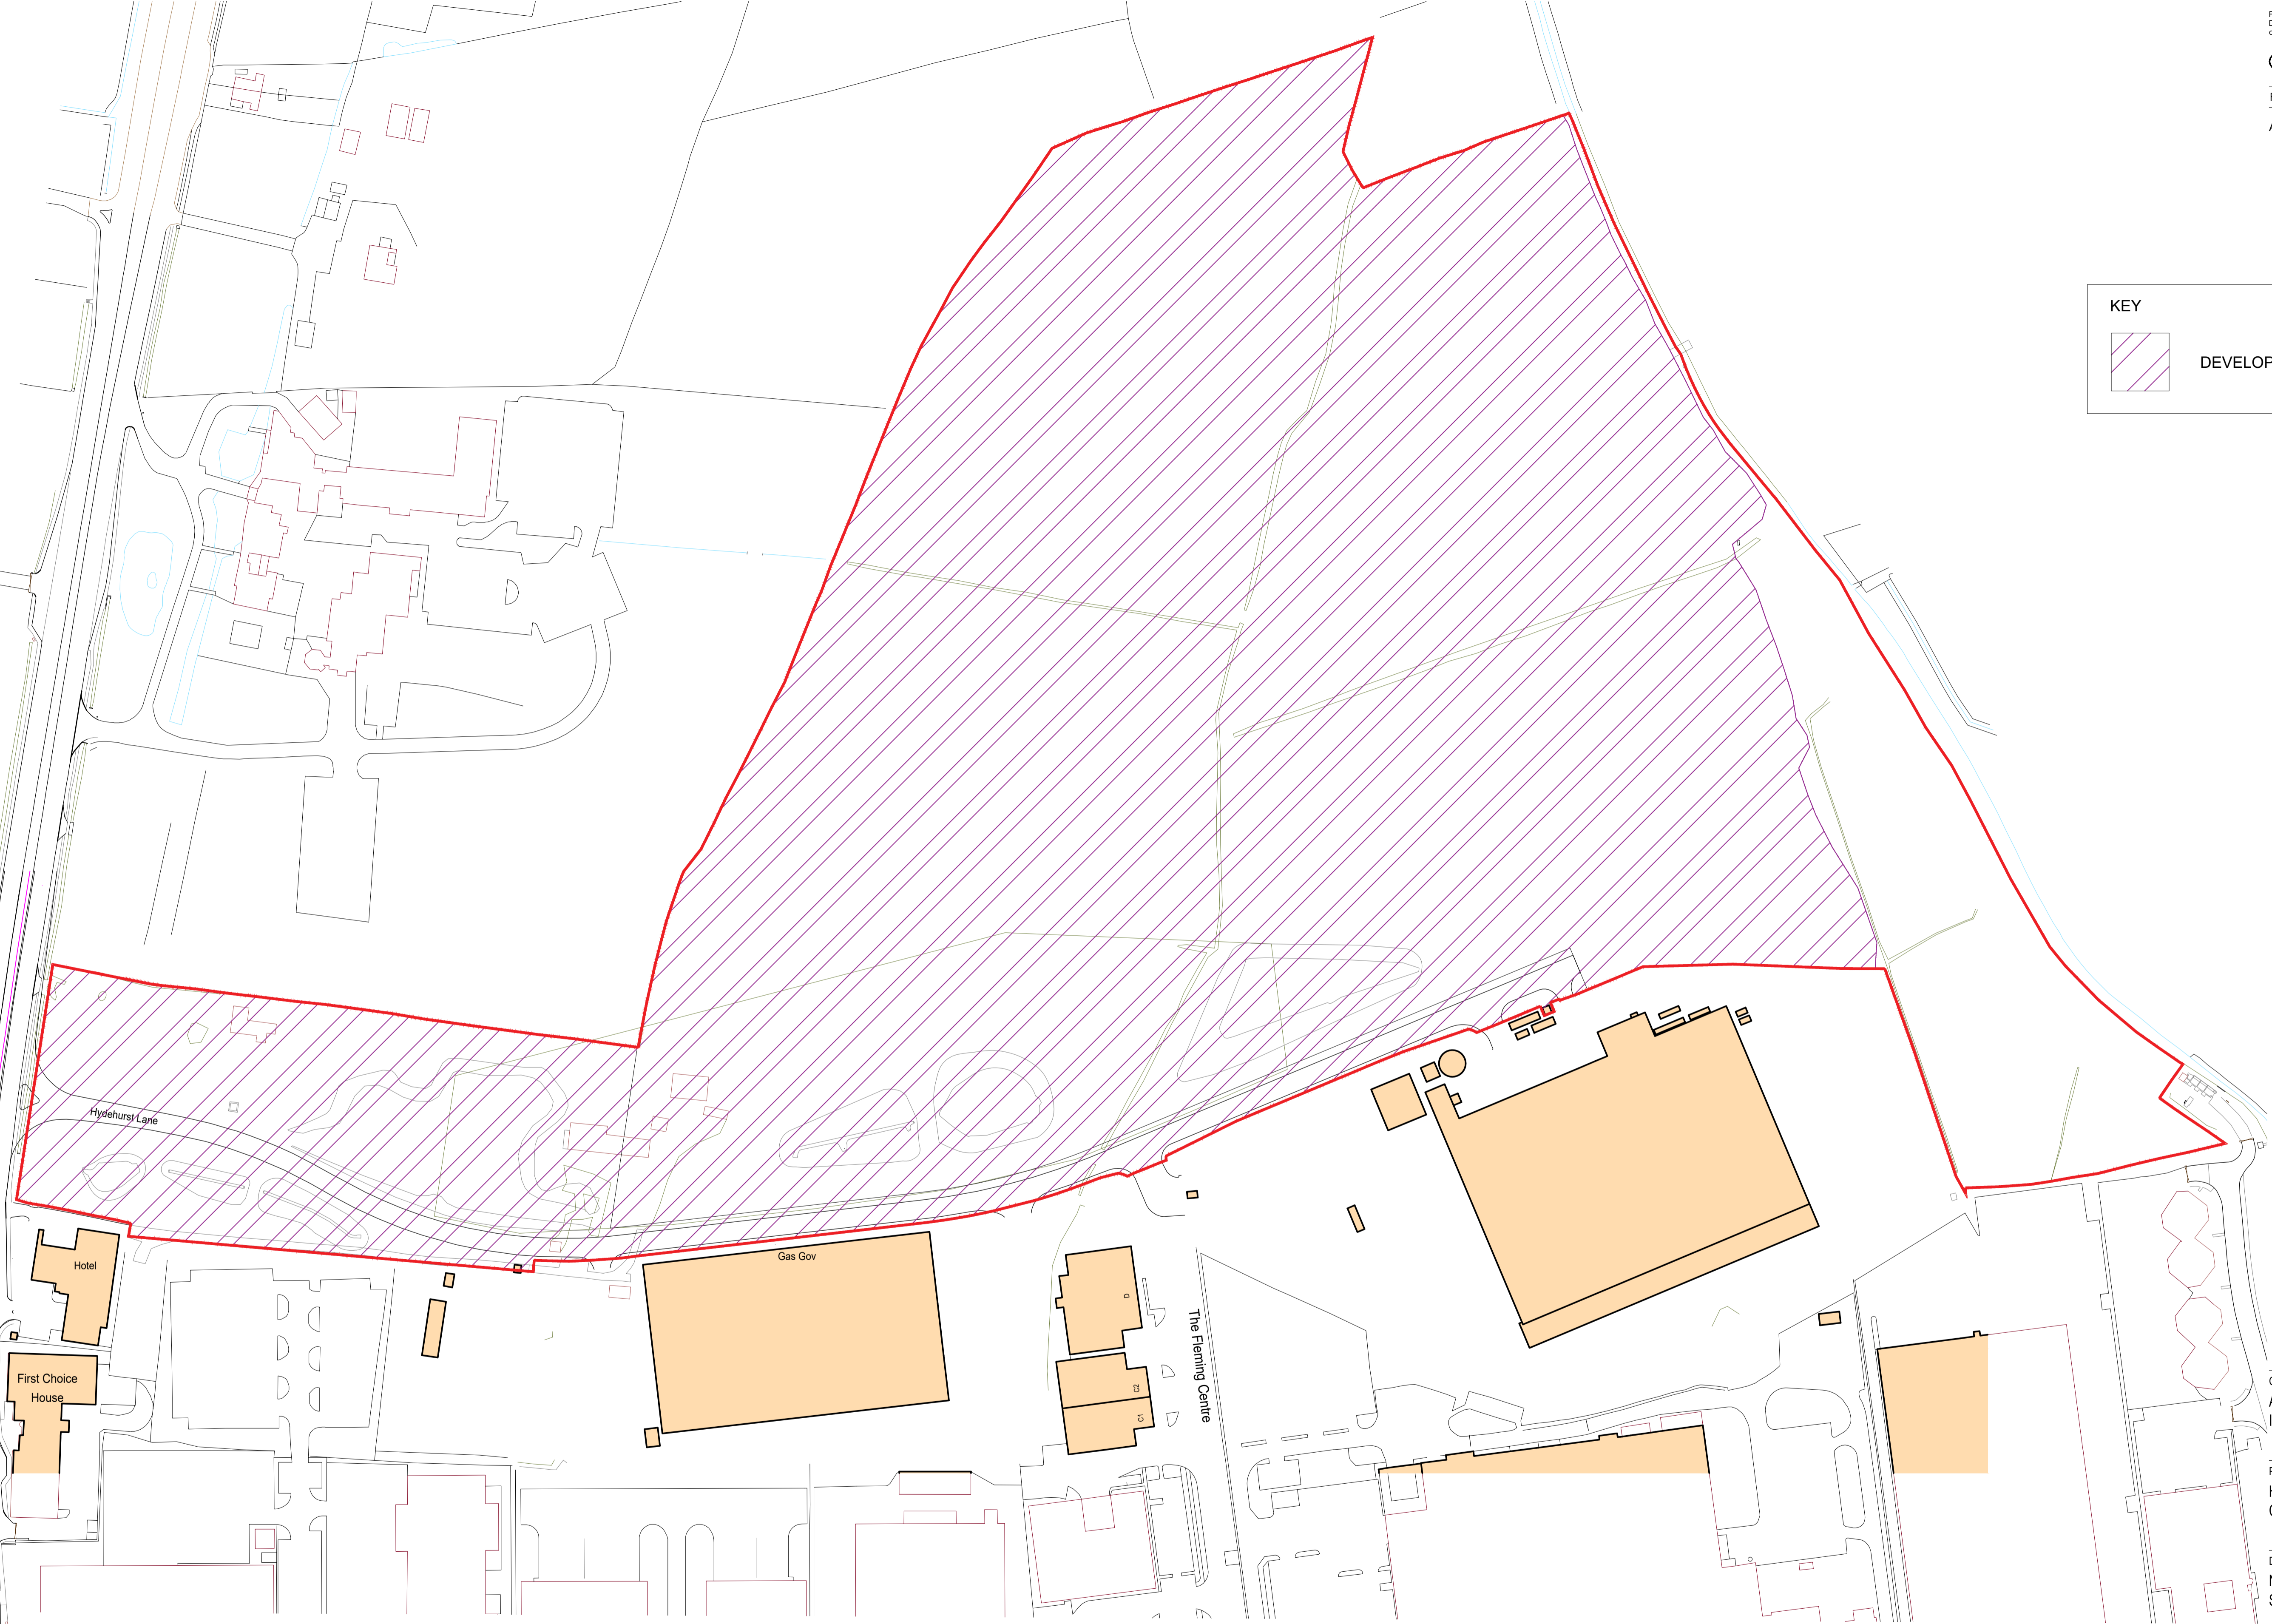 KEY
DEVELOP
Hydehurst Lane
Hotel
Gas Gov
First Choice
House
D
C2
C1
The Fleming Centre